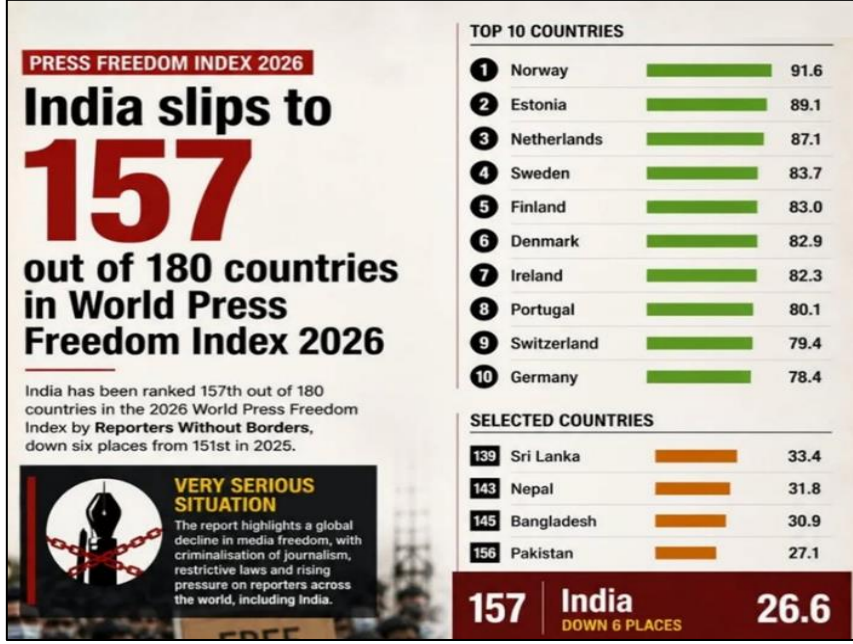 PRESS FREEDOM INDEX 2026
India slips to
157
out of 180 countries
in World Press
Freedom Index 2026
India has been ranked 157th out of 180
countries in the 2026 World Press Freedom
Index by Reporters Without Borders,
down six places from 151st in 2025.
VERY SERIOUS
SITUATION
The report highlights a global
decline in media freedom, with
criminalisation of journalism,
restrictive laws and rising
pressure on reporters across
the world, including India.
FREE
TOP 10 COUNTRIES
1 Norway 91.6
2 Estonia 89.1
3 Netherlands 87.1
4 Sweden 83.7
5 Finland 83.0
6 Denmark 82.9
7 Ireland 82.3
8 Portugal 80.1
9 Switzerland 79.4
10 Germany 78.4
SELECTED COUNTRIES
139 Sri Lanka 33.4
143 Nepal 31.8
145 Bangladesh 30.9
156 Pakistan 27.1
157 India 26.6
DOWN 6 PLACES